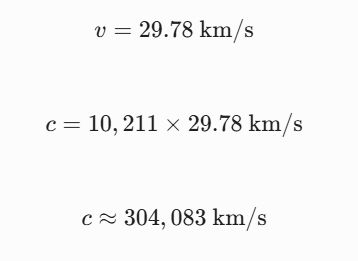 v = 29.78 km/s
c = 10, 211 × 29.78 km/s
c ≈ 304, 083 km/s